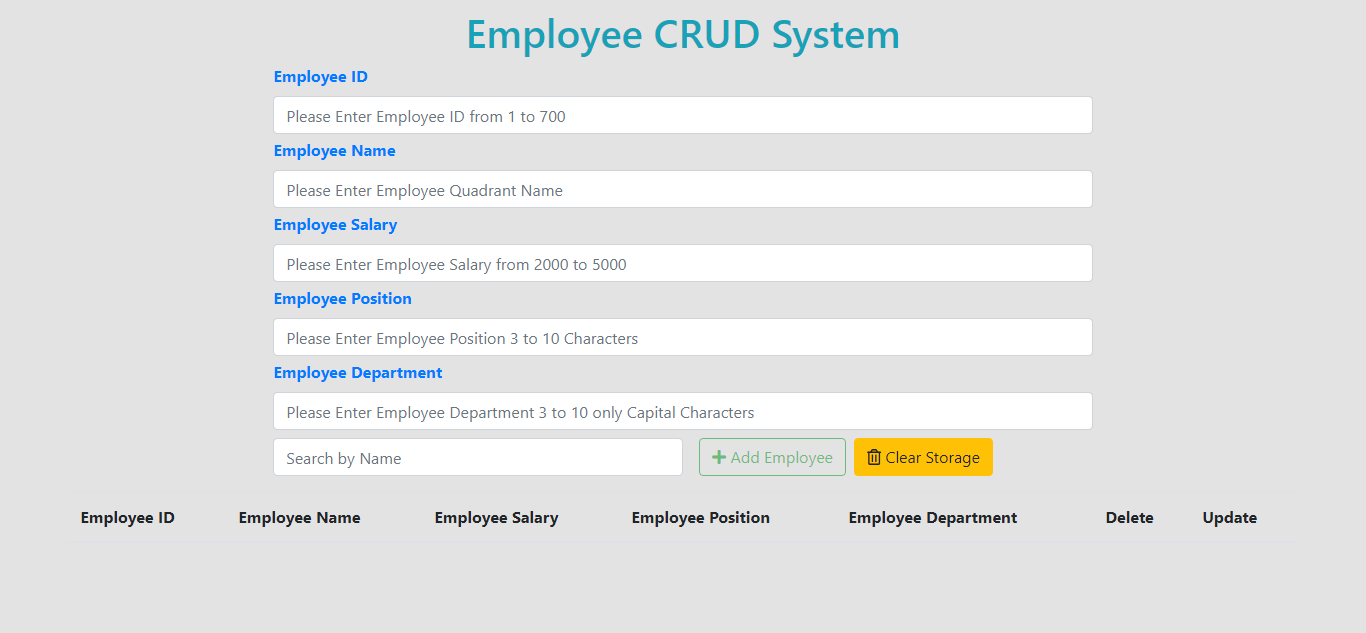 Employee CRUD System
Employee ID
Please Enter Employee ID from 1 to 700
Employee Name
Please Enter Employee Quadrant Name
Employee Salary
Please Enter Employee Salary from 2000 to 5000
Employee Position
Please Enter Employee Position 3 to 10 Characters
Employee Department
Please Enter Employee Department 3 to 10 only Capital Characters
Search by Name Add Employee Clear Storage
Employee ID Employee Name Employee Salary Employee Position Employee Department Delete Update